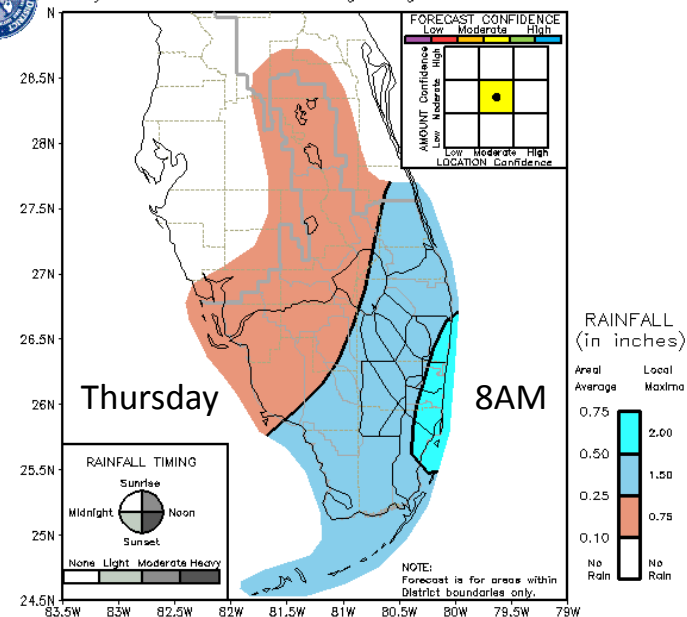 FORECAST CONFIDENCE
Low Moderate High
AMOUNT Confidence
Low Moderate High
Low Moderate High
LOCATION Confidence
N
28.5N
28N
27.5N
27N
26.5N
26N
25.5N
25N
24.5N
83.5W 83W 82.5W 82W 81.5W 81W 80.5W 80W 79.5W 79W
Thursday
8AM
RAINFALL
(in inches)
Areal Average
Local Maxima
0.75
2.00
0.50
1.50
0.25
0.75
0.10
No Rain
No Rain
RAINFALL TIMING
Sunrise
Midnight Noon
Sunset
None Light Moderate Heavy
NOTE:
Forecast is for areas within
District boundaries only.